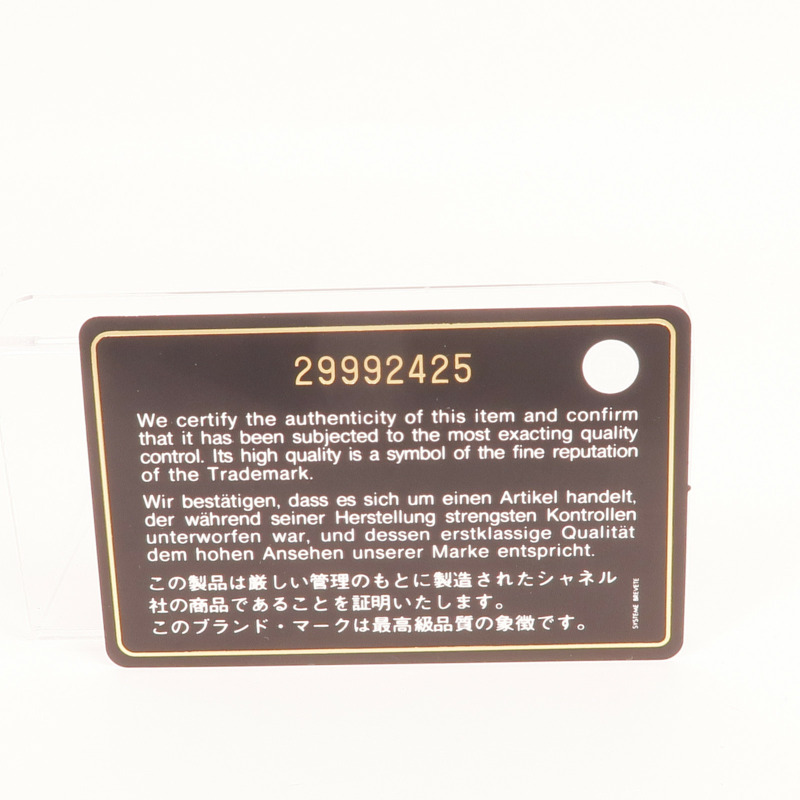 29992425
We certify the authenticity of this item and confirm
that it has been subjected to the most exacting quality
control. Its high quality is a symbol of the fine reputation
of the Trademark.
Wir bestätigen, dass es sich um einen Artikel handelt,
der während seiner Herstellung strengsten Kontrollen
unterworfen war, und dessen erstklassige Qualität
dem hohen Ansehen unserer Marke entspricht.
この製品は厳しい管理のもとに製造されたシャネル
社の商品であることを証明いたします。
このブランド・マークは最高級品質の象徴です。
SYSTEME BREVETE